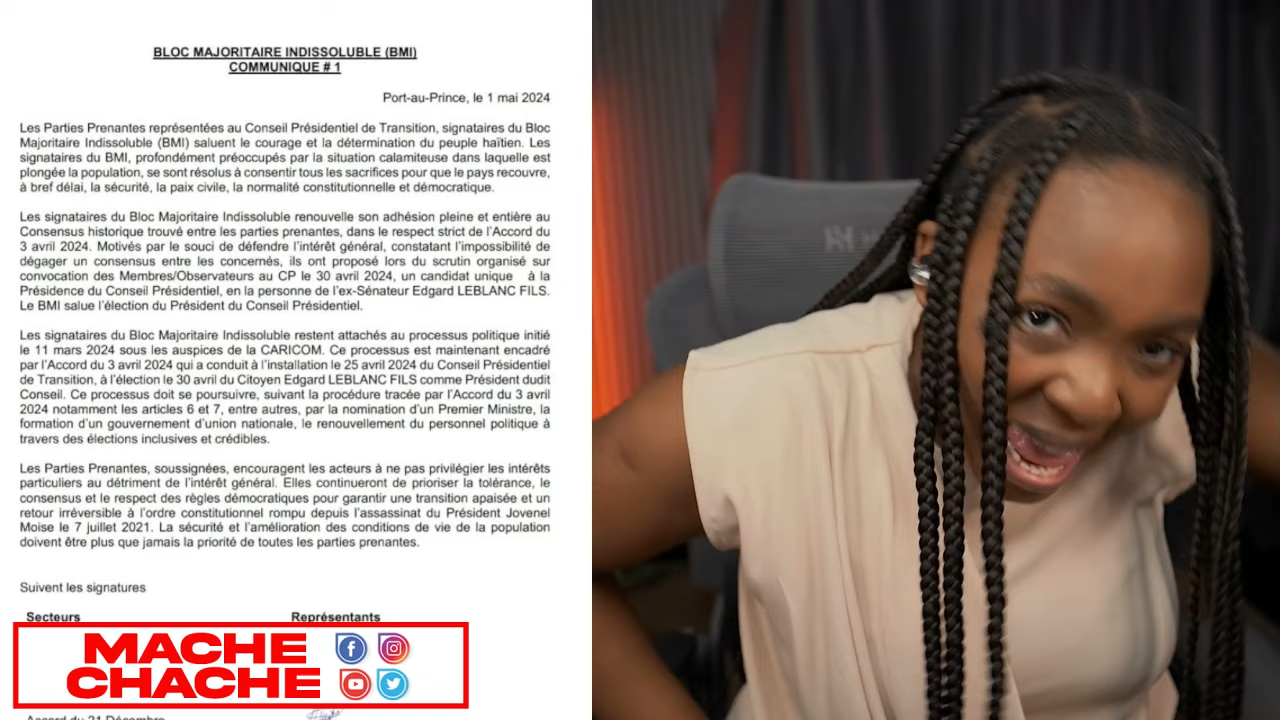 BLOC MAJORITAIRE INDISSOLUBLE (BMI)
COMMUNIQUE # 1
Port-au-Prince, le 1 mai 2024
Les Parties Prenantes représentées au Conseil Présidentiel de Transition, signataires du Bloc
Majoritaire Indissoluble (BMI) saluent le courage et la détermination du peuple haïtien. Les
signataires du BMI, profondément préoccupés par la situation calamiteuse dans laquelle est
plongée la population, se sont résolus à consentir tous les sacrifices pour que le pays recouvre,
à bref délai, la sécurité, la paix civile, la normalité constitutionnelle et démocratique.
Les signataires du Bloc Majoritaire Indissoluble renouvelle son adhésion pleine et entière au
Consensus historique trouvé entre les parties prenantes, dans le respect strict de l'Accord du
3 avril 2024. Motivés par le souci de défendre l'intérêt général, constatant l'impossibilité de
dégager un consensus entre les concernés, ils ont proposé lors du scrutin organisé sur
convocation des Membres/Observateurs au CP le 30 avril 2024, un candidat unique à la
Présidence du Conseil Présidentiel, en la personne de l'ex-Sénateur Edgard LEBLANC FILS.
Le BMI salue l'élection du Président du Conseil Présidentiel.
Les signataires du Bloc Majoritaire Indissoluble restent attachés au processus politique initié
le 11 mars 2024 sous les auspices de la CARICOM. Ce processus est maintenant encadré
par l'Accord du 3 avril 2024 qui a conduit à l'installation le 25 avril 2024 du Conseil Présidentiel
de Transition, à l'élection le 30 avril du Citoyen Edgard LEBLANC FILS comme Président dudit
Conseil. Ce processus doit se poursuivre, suivant la procédure tracée par l'Accord du 3 avril
2024 notamment les articles 6 et 7, entre autres, par la nomination d'un Premier Ministre, la
formation d'un gouvernement d'union nationale, le renouvellement du personnel politique à
travers des élections inclusives et crédibles.
Les Parties Prenantes, soussignées, encouragent les acteurs à ne pas privilégier les intérêts
particuliers au détriment de l'intérêt général. Elles continueront de prioriser la tolérance, le
consensus et le respect des règles démocratiques pour garantir une transition apaisée et un
retour irréversible à l'ordre constitutionnel rompu depuis l'assassinat du Président Jovenel
Moise le 7 juillet 2021. La sécurité et l'amélioration des conditions de vie de la population
doivent être plus que jamais la priorité de toutes les parties prenantes.
Suivent les signatures
Secteurs Représentants
MACHE
CHACHE
Accord du 21 Décembre